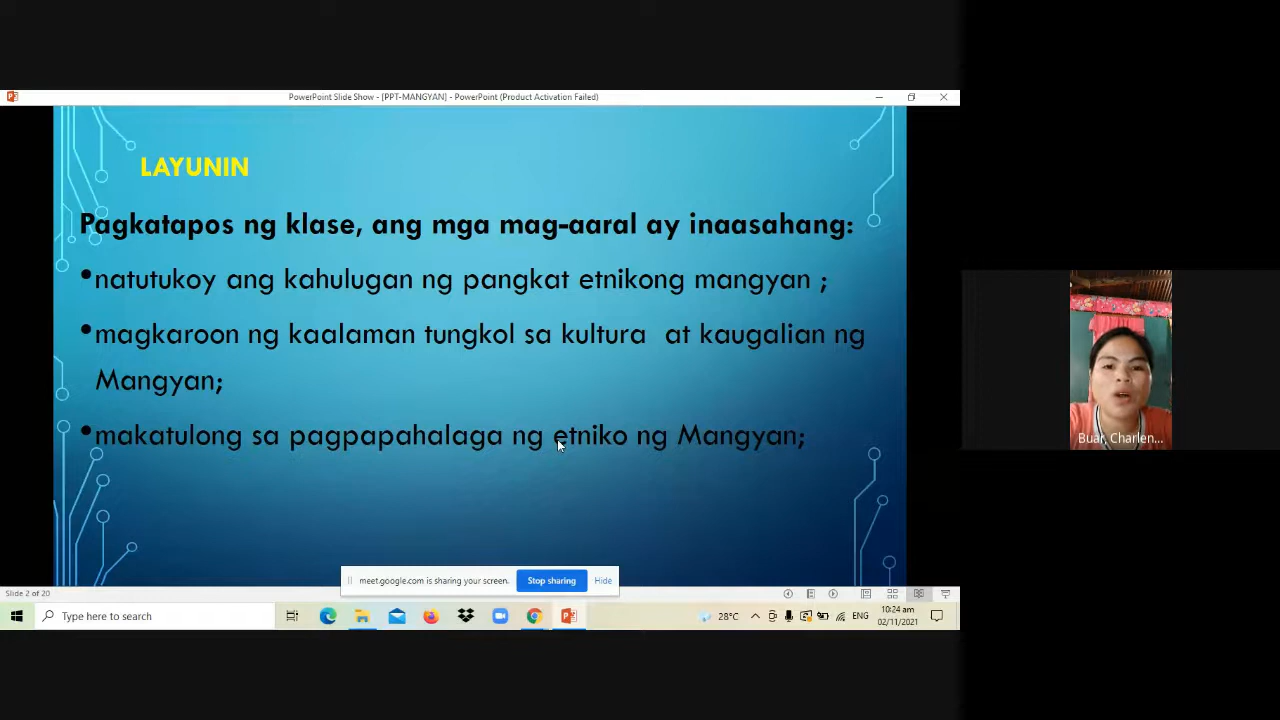 PowerPoint Slide Show - [PPT-MANGYAN] - PowerPoint (Product Activation Failed)
LAYUNIN
Pagkatapos ng klase, ang mga mag-aaral ay inaasahang:
•natutukoy ang kahulugan ng pangkat etnikong mangyan ;
•magkaroon ng kaalaman tungkol sa kultura at kaugalian ng
Mangyan;
•makatulong sa pagpapahalaga ng etniko ng Mangyan;
Buar, Charlen...
meet.google.com is sharing your screen.
Stop sharing
Hide
Slide 2 of 20
Type here to search
28°C
ENG
10:24 am
02/11/2021